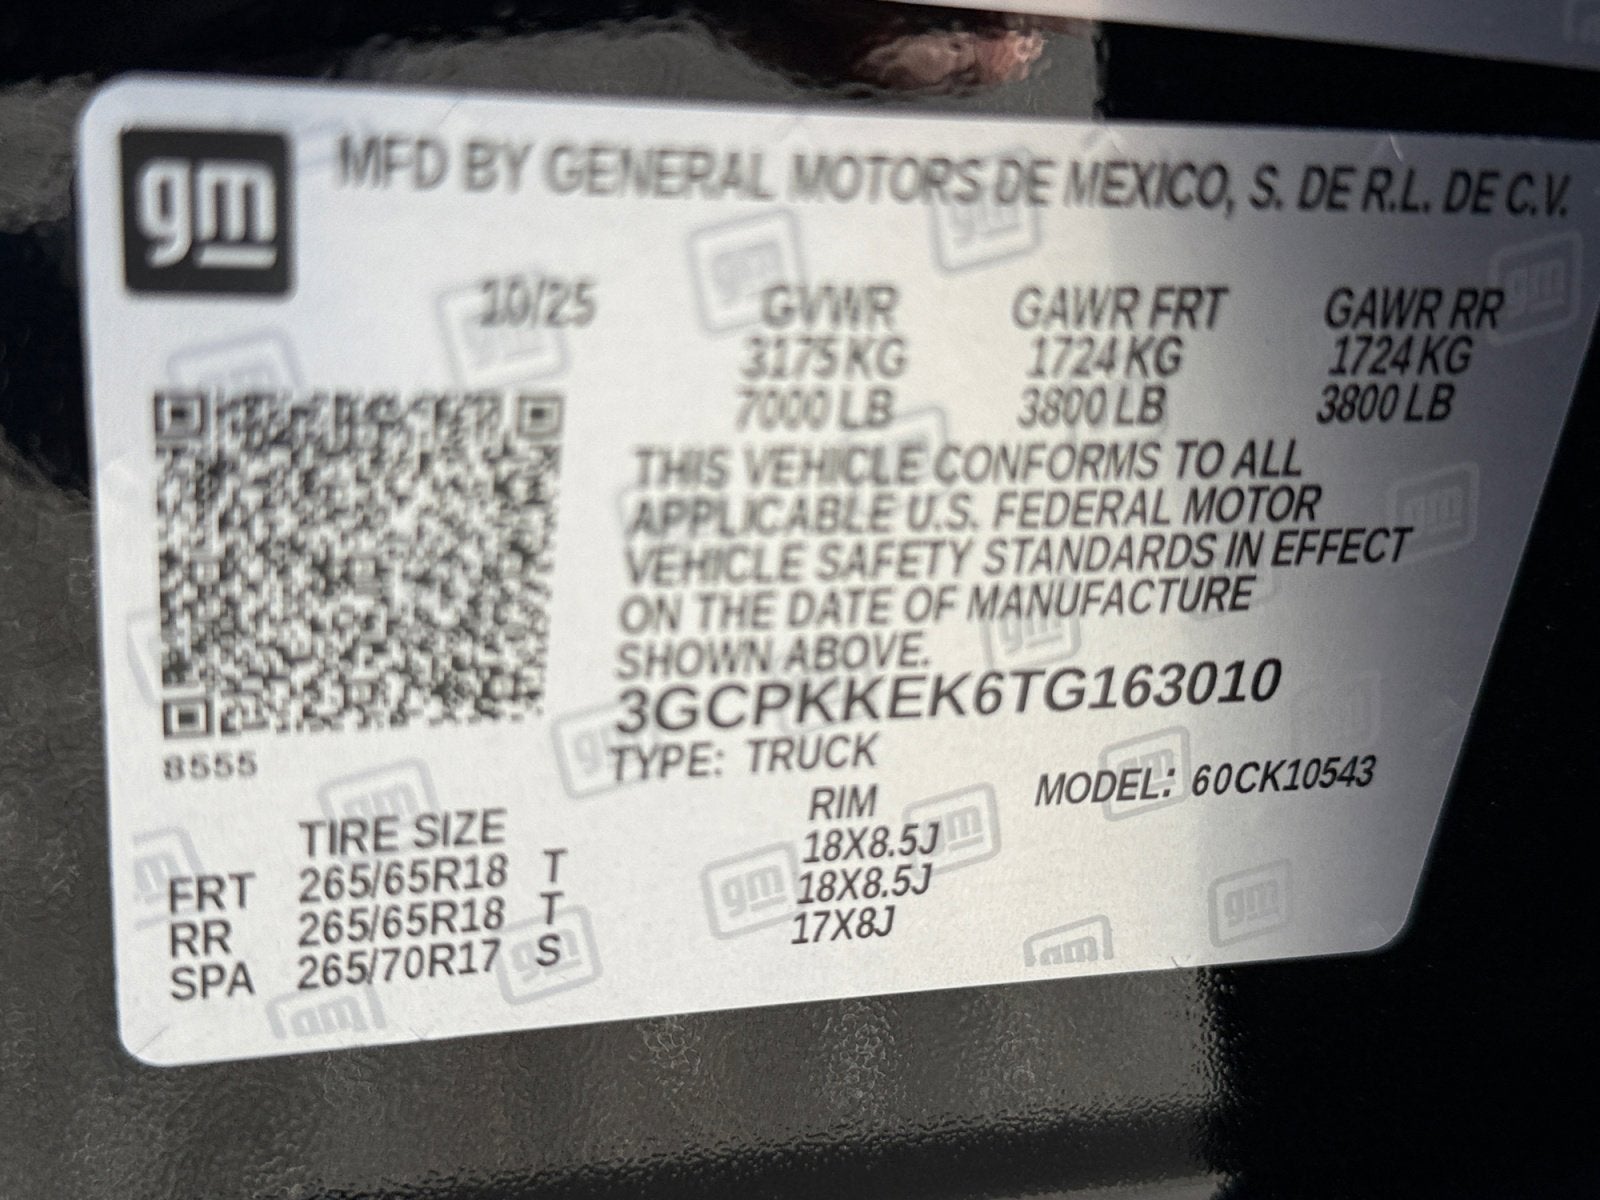 gm
MFD BY GENERAL MOTORS DE MEXICO, S. DE R.L. DE C.V.
10/25 GVWR GAWR FRT GAWR RR
3175 KG 1724 KG 1724 KG
7000 LB 3800 LB 3800 LB
THIS VEHICLE CONFORMS TO ALL
APPLICABLE U.S. FEDERAL MOTOR
VEHICLE SAFETY STANDARDS IN EFFECT
ON THE DATE OF MANUFACTURE
SHOWN ABOVE.
3GCPKKEK6TG163010
8555
TYPE: TRUCK
MODEL: 60CK10543
TIRE SIZE RIM
FRT 265/65R18 T 18X8.5J
RR 265/65R18 T 18X8.5J
SPA 265/70R17 S 17X8J